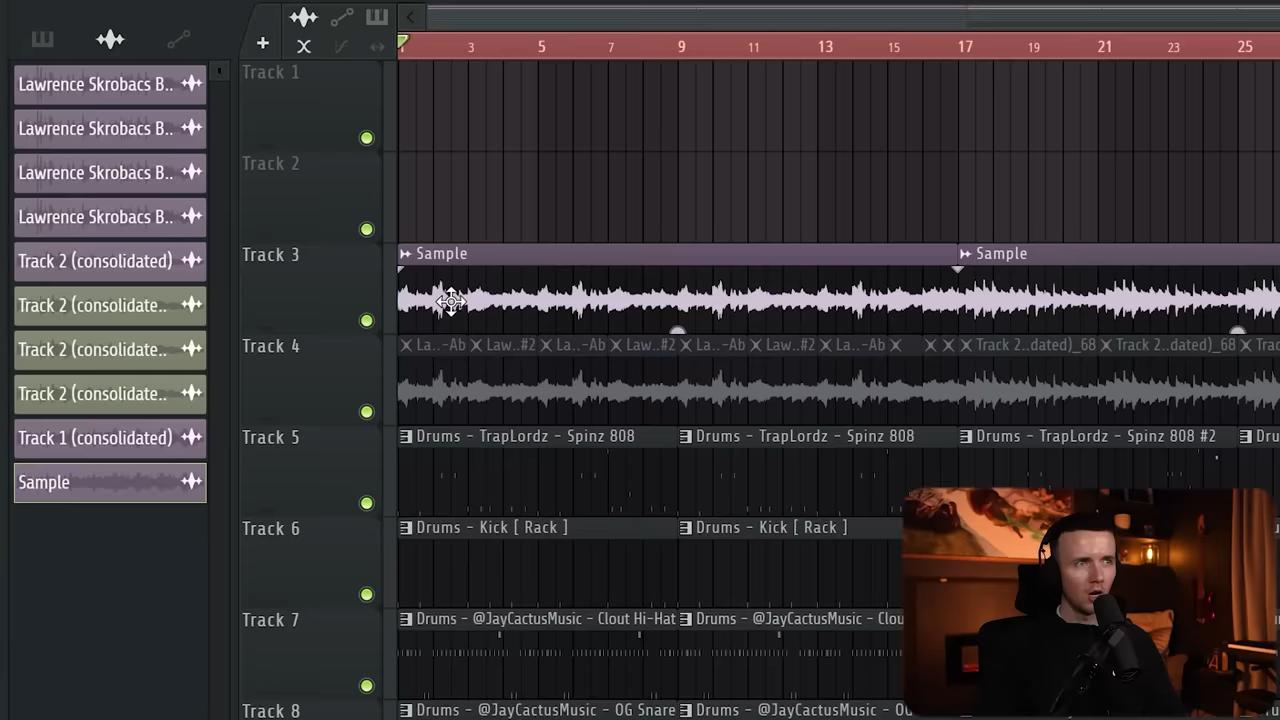 3 5 7 9 11 13 15 17 19 21 23 25
Lawrence Skrobacs B..
Lawrence Skrobacs B..
Lawrence Skrobacs B..
Lawrence Skrobacs B..
Track 2 (consolidated)
Track 2 (consolidate..
Track 2 (consolidate..
Track 2 (consolidate..
Track 1 (consolidated)
Sample
Track 1
Track 2
Track 3
Sample Sample
Track 4
La..-Ab Law..#2 La..-Ab Law..#2 La..-Ab Law..#2 La..-Ab Track 2..dated)_68 Track 2..dated)_68 Trac
Track 5
Drums - TrapLordz - Spinz 808 Drums - TrapLordz - Spinz 808 Drums - TrapLordz - Spinz 808 #2 Dru
Track 6
Drums - Kick [ Rack ] Drums - Kick [ Rack ]
Track 7
Drums - @JayCactusMusic - Clout Hi-Hat Drums - @JayCactusMusic - Clou
Track 8
Drums - @JayCactusMusic - OG Snare Drums - @JayCactusMusic - OG